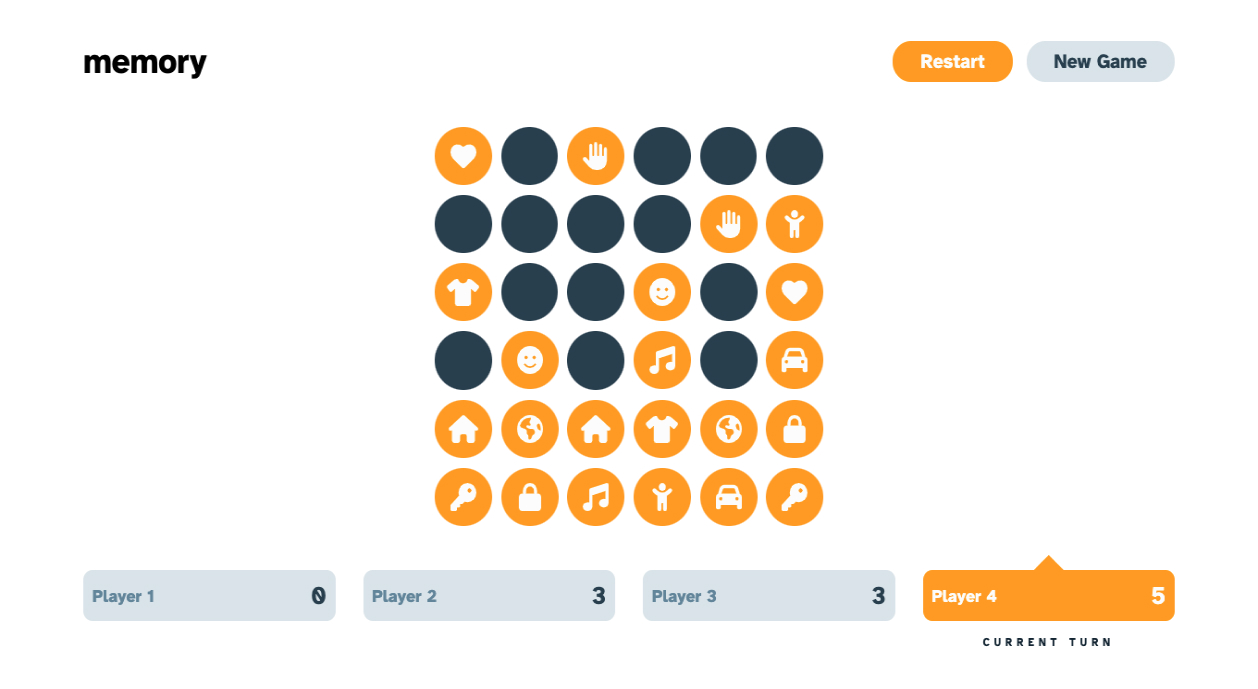 memory
Restart
New Game
Player 1
0
Player 2
3
Player 3
3
Player 4
5
CURRENT TURN